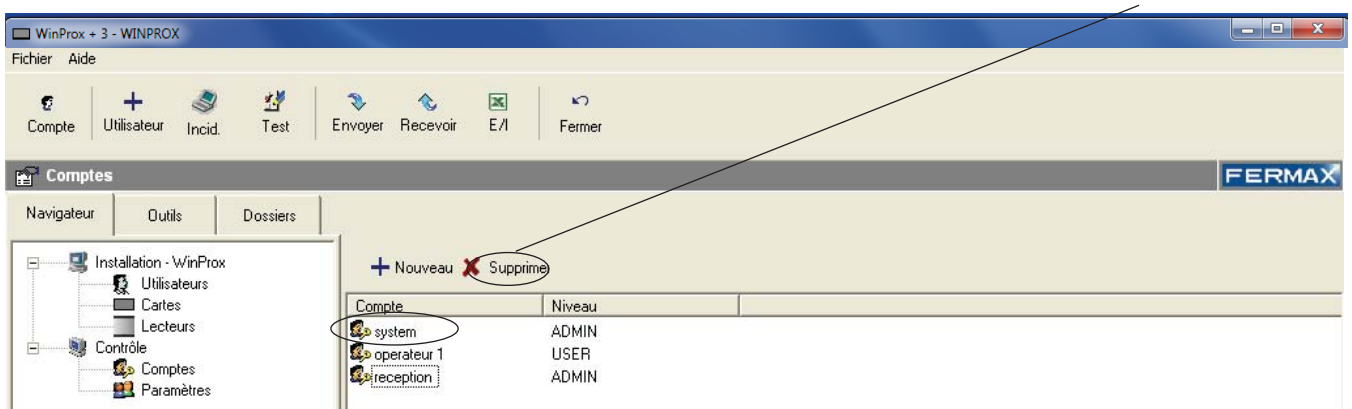 WinProx + 3 - WINPROX
Fichier Aide
Compte Utilisateur Incid. Test Envoyer Recevoir E/I Fermer
Comptes FERMAX
Navigateur Outils Dossiers
Nouveau Supprime
Installation - WinProx
Utilisateurs
Cartes
Lecteurs
Contrôle
Comptes
Paramètres
Compte Niveau
system ADMIN
operateur 1 USER
reception ADMIN